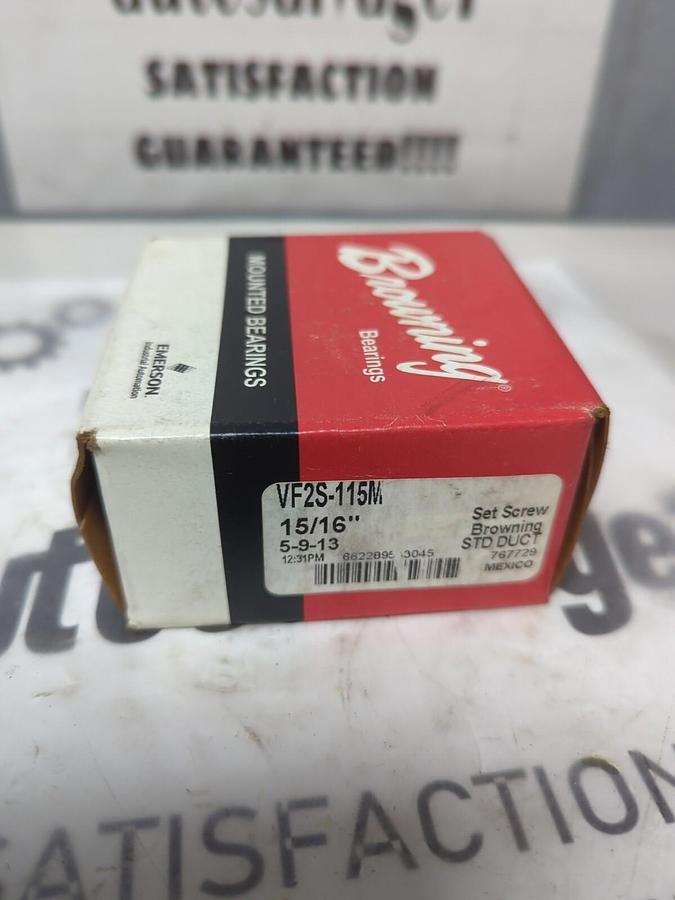 SATISFACTION
GUARANTEED!!!!
Browning®
Bearings
MOUNTED BEARINGS
EMERSON.
Industrial Automation
VF2S-115M
15/16"
5-9-13
12:31PM
Set Screw
Browning
STD DUCT
767729
MEXICO
SATISFACTION